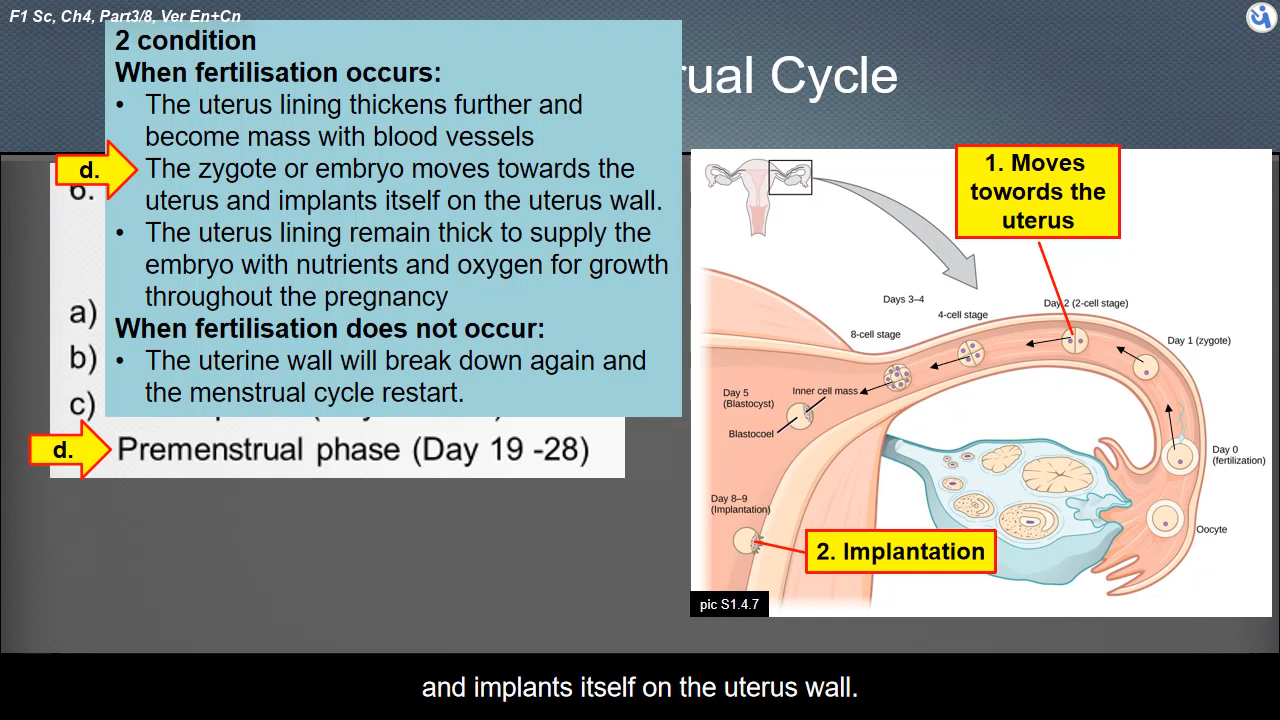 F1 Sc, Ch4, Part3/8, Ver En+Cn
rual Cycle
2 condition
When fertilisation occurs:
• The uterus lining thickens further and
become mass with blood vessels
d.
The zygote or embryo moves towards the
uterus and implants itself on the uterus wall.
• The uterus lining remain thick to supply the
embryo with nutrients and oxygen for growth
throughout the pregnancy
When fertilisation does not occur:
• The uterine wall will break down again and
the menstrual cycle restart.
6.
a)
b)
c)
d.
Premenstrual phase (Day 19 -28)
1. Moves
towords the
uterus
Days 3–4
4-cell stage
Day 2 (2-cell stage)
8-cell stage
Day 1 (zygote)
Day 5
(Blastocyst)
Inner cell mass
Blastocoel
Day 0
(fertilization)
Day 8–9
(Implantation)
Oocyte
2. Implantation
pic S1.4.7
and implants itself on the uterus wall.